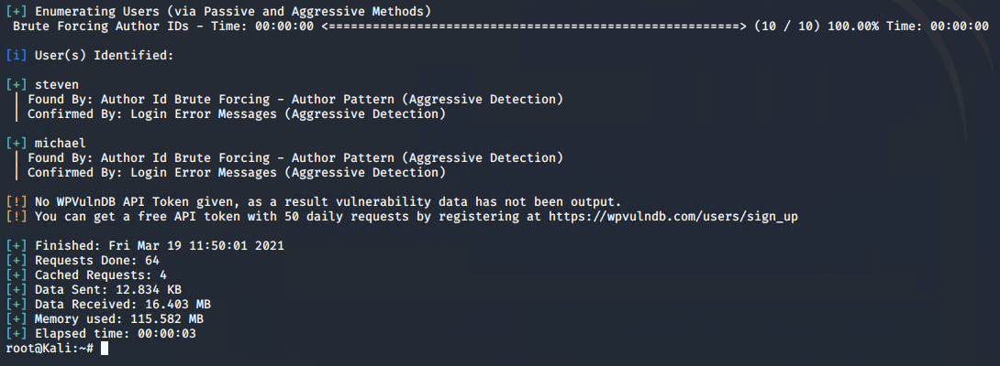 [+] Enumerating Users (via Passive and Aggressive Methods)
Brute Forcing Author IDs - Time: 00:00:00 <========================================================> (10 / 10) 100.00% Time: 00:00:00
[i] User(s) Identified:
[+] steven
| Found By: Author Id Brute Forcing - Author Pattern (Aggressive Detection)
| Confirmed By: Login Error Messages (Aggressive Detection)
[+] michael
| Found By: Author Id Brute Forcing - Author Pattern (Aggressive Detection)
| Confirmed By: Login Error Messages (Aggressive Detection)
[!] No WPVulnDB API Token given, as a result vulnerability data has not been output.
[!] You can get a free API token with 50 daily requests by registering at https://wpvulndb.com/users/sign_up
[+] Finished: Fri Mar 19 11:50:01 2021
[+] Requests Done: 64
[+] Cached Requests: 4
[+] Data Sent: 12.834 KB
[+] Data Received: 16.403 MB
[+] Memory used: 115.582 MB
[+] Elapsed time: 00:00:03
root@Kali:~#